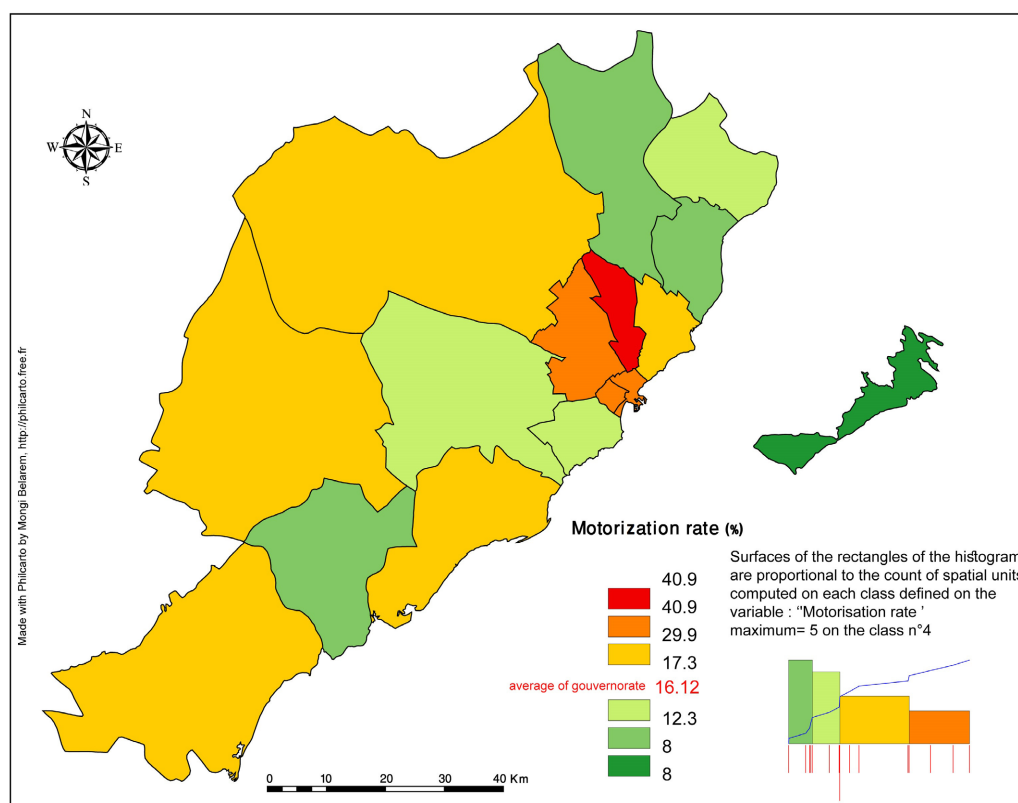 N
W E
S
Made with Philcarto by Mongi Belarem, http://philcarto.free.fr
Motorization rate (%)
40.9
40.9
29.9
17.3
average of gouvernorate 16.12
12.3
8
8
0 10 20 30 40 Km
Surfaces of the rectangles of the histogram
are proportional to the count of spatial units
computed on each class defined on the
variable : "Motorisation rate '
maximum= 5 on the class n°4